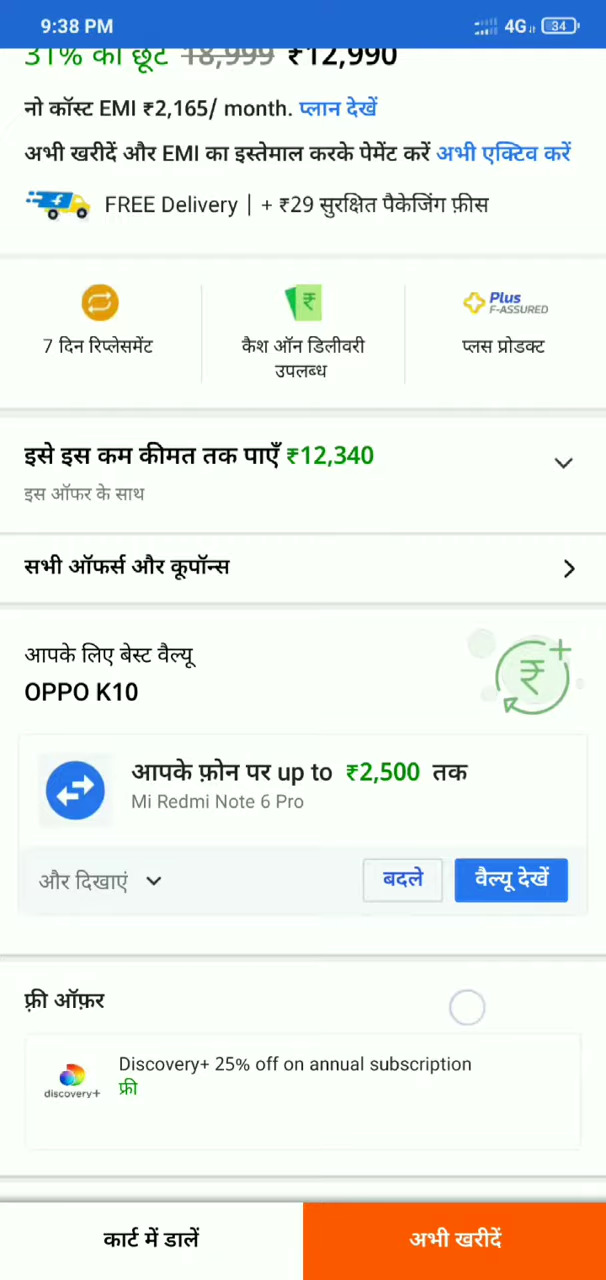 9:38 PM 4G 34
31% की छूट 18,999 ₹12,990
नो कॉस्ट EMI ₹2,165/ month. प्लान देखें
अभी खरीदें और EMI का इस्तेमाल करके पेमेंट करें अभी एक्टिव करें
FREE Delivery | + ₹29 सुरक्षित पैकेजिंग फ़ीस
7 दिन रिप्लेसमेंट
कैश ऑन डिलीवरी
उपलब्ध
Plus
F-ASSURED
प्लस प्रोडक्ट
इसे इस कम कीमत तक पाएँ ₹12,340
इस ऑफर के साथ
सभी ऑफर्स और कूपॉन्स
आपके लिए बेस्ट वैल्यू
OPPO K10
आपके फ़ोन पर up to ₹2,500 तक
Mi Redmi Note 6 Pro
और दिखाएं
बदले
वैल्यू देखें
फ़्री ऑफ़र
Discovery+ 25% off on annual subscription
discovery+
फ़्री
कार्ट में डालें
अभी खरीदें